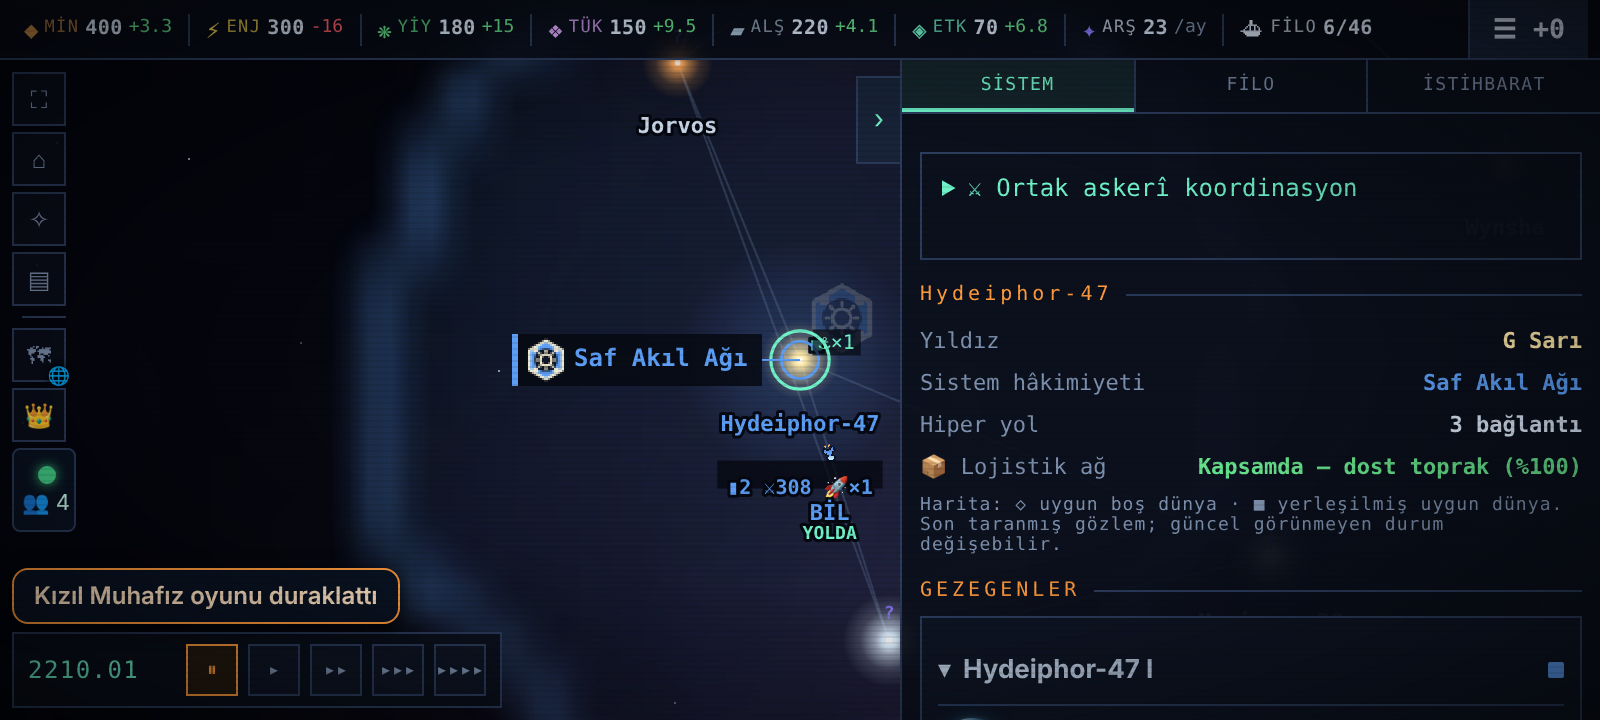 MİN 400 +3.3 ENJ 300 -16 YİY 180 +15 TÜK 150 +9.5 ALŞ 220 +4.1 ETK 70 +6.8 ARŞ 23 /ay FİLO 6/46 ☰ +0
SİSTEM FİLO İSTİHBARAT
Jorvos
›
▶ ⚔ Ortak askerî koordinasyon
Hydeiphor-47
×1
Saf Akıl Ağı
Yıldız G Sarı
Sistem hâkimiyeti Saf Akıl Ağı
Hiper yol 3 bağlantı
📦 Lojistik ağ Kapsamda — dost toprak (%100)
Harita: ◇ uygun boş dünya · ■ yerleşilmiş uygun dünya.
Son taranmış gözlem; güncel görünmeyen durum
değişebilir.
Hydeiphor-47
▮2 ⚔308 🚀×1
BİL
YOLDA
👥 4
?
GEZEGENLER
▼ Hydeiphor-47 I
Kızıl Muhafız oyunu duraklattı
2210.01